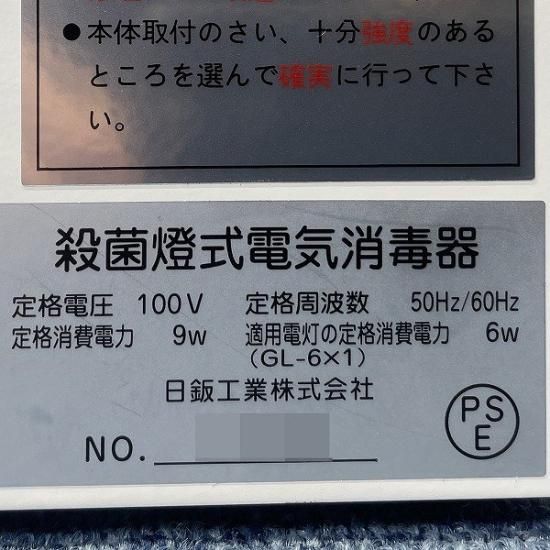 ●本体取付のさい、十分強度のある
ところを選んで確実に行って下さ
い。
殺菌燈式電気消毒器
定格電圧 100V 定格周波数 50Hz/60Hz
定格消費電力 9w 適用電灯の定格消費電力 6w
(GL-6×1)
日鈑工業株式会社
NO.
PS
E